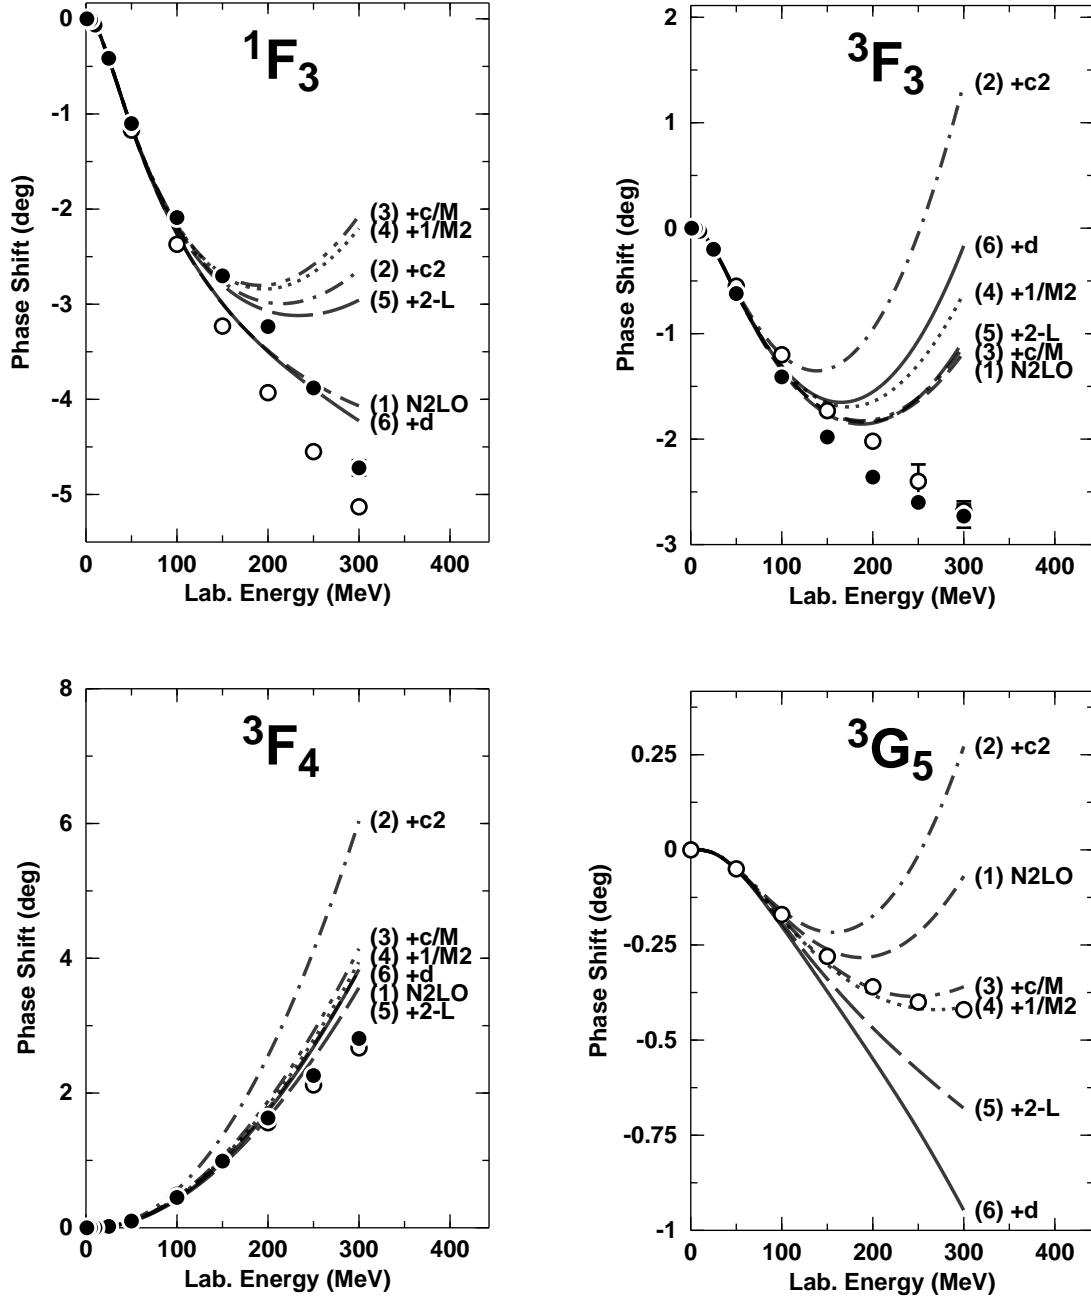 1F3
0
-1
-2
-3
-4
-5
Phase Shift (deg)
(3) +c/M
(4) +1/M2
(2) +c2
(5) +2-L
(1) N2LO
(6) +d
0 100 200 300 400
Lab. Energy (MeV)
3F3
2
1
0
-1
-2
-3
Phase Shift (deg)
(2) +c2
(6) +d
(4) +1/M2
(5) +2-L
(3) +c/M
(1) N2LO
0 100 200 300 400
Lab. Energy (MeV)
3F4
8
6
4
2
0
Phase Shift (deg)
(2) +c2
(3) +c/M
(4) +1/M2
(6) +d
(1) N2LO
(5) +2-L
0 100 200 300 400
Lab. Energy (MeV)
3G5
0.25
0
-0.25
-0.5
-0.75
-1
Phase Shift (deg)
(2) +c2
(1) N2LO
(3) +c/M
(4) +1/M2
(5) +2-L
(6) +d
0 100 200 300 400
Lab. Energy (MeV)